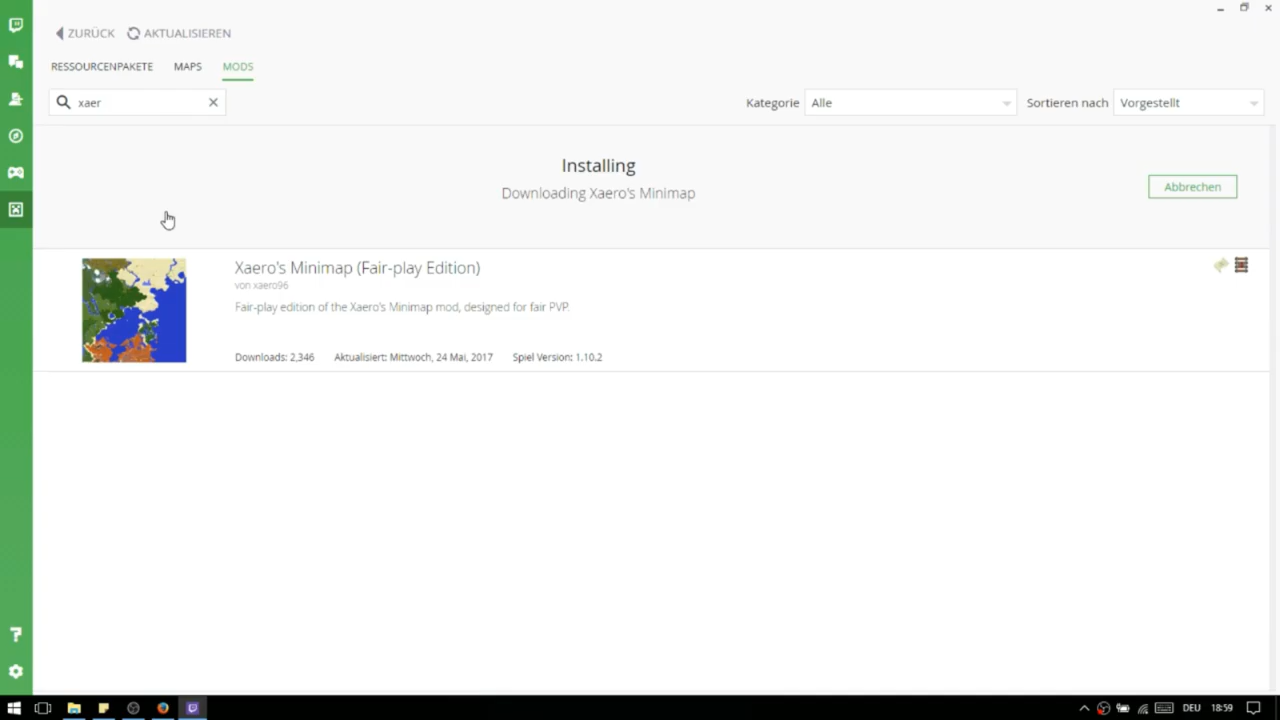 ZURÜCK AKTUALISIEREN
RESSOURCENPAKETE MAPS MODS
xaer
Kategorie Alle Sortieren nach Vorgestellt
Installing
Downloading Xaero's Minimap
Abbrechen
Xaero's Minimap (Fair-play Edition)
von xaero96
Fair-play edition of the Xaero's Minimap mod, designed for fair PVP.
Downloads: 2,346 Aktualisiert: Mittwoch, 24 Mai, 2017 Spiel Version: 1.10.2
DEU 18:59